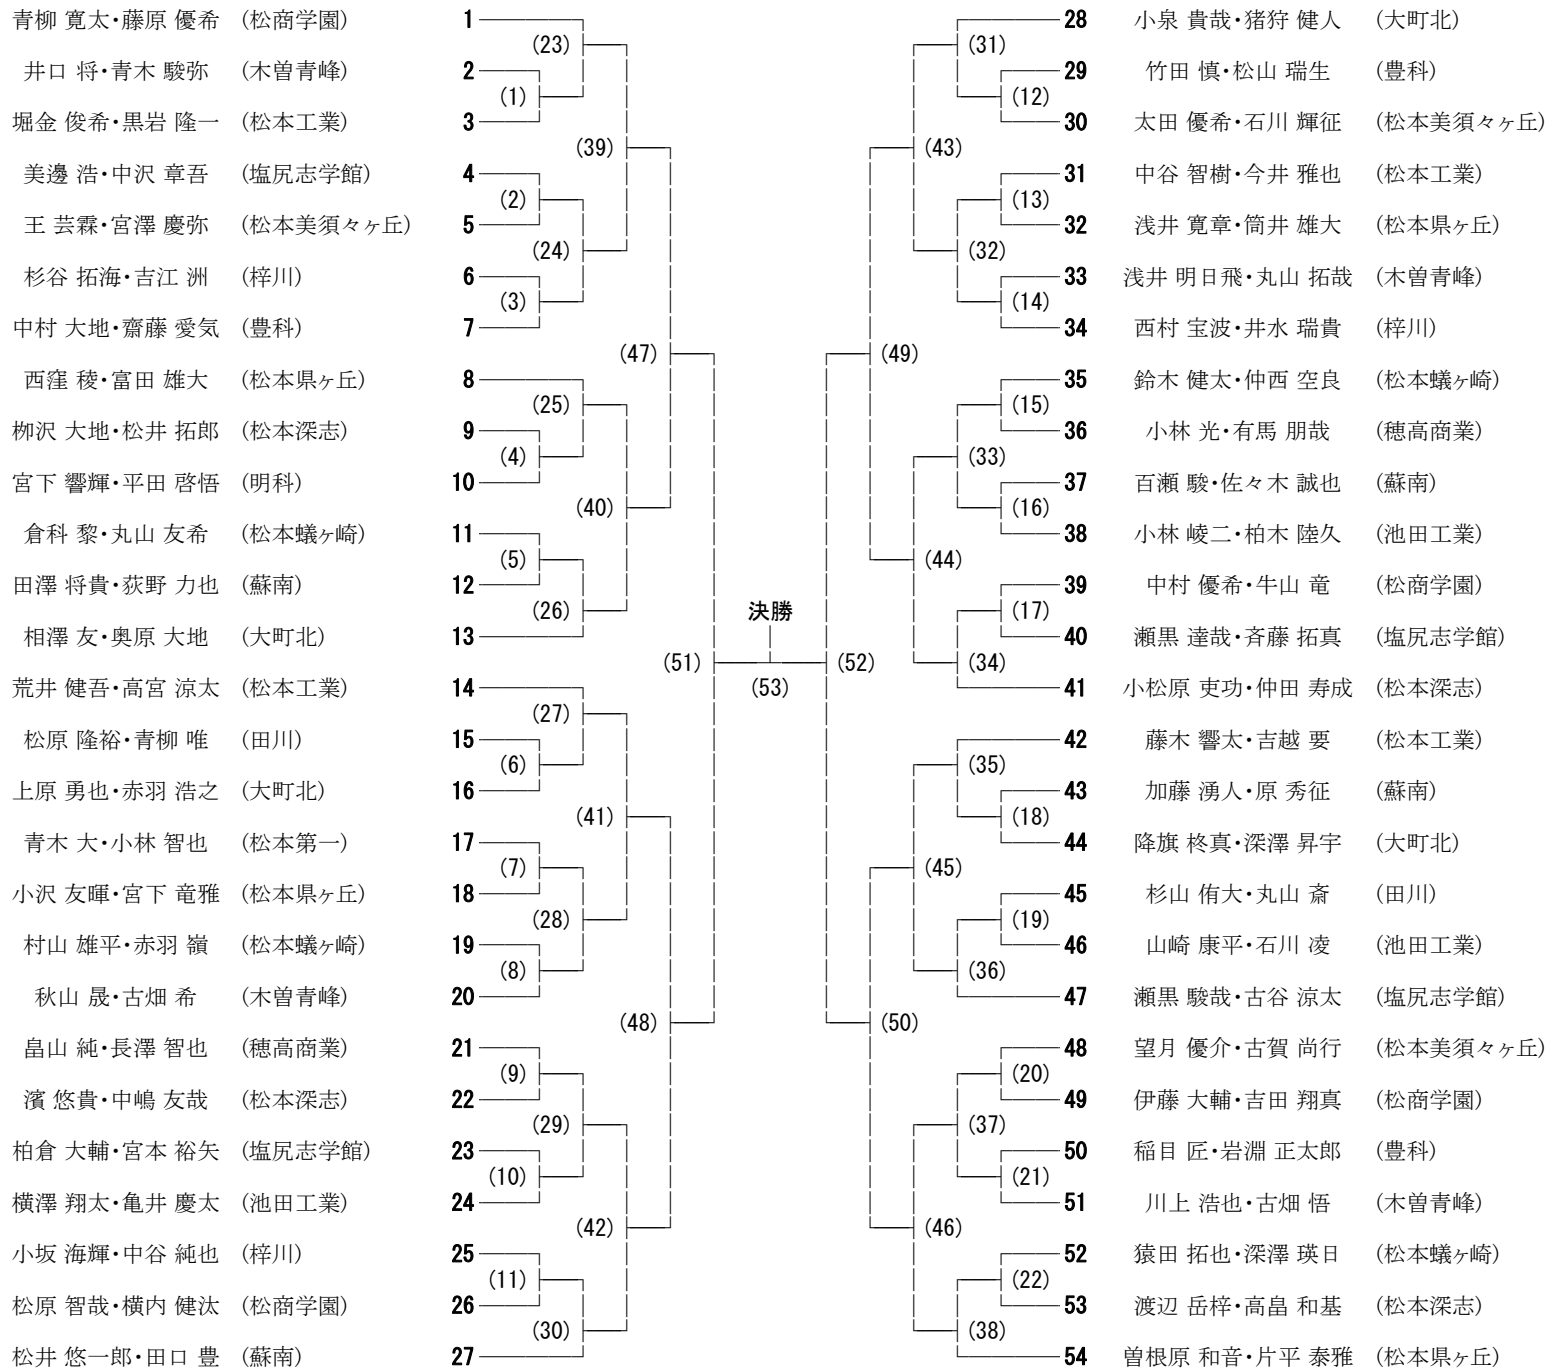 青柳 寛太・藤原 優希 (松商学園) 1
(23)
井口 将・青木 駿弥 (木曽青峰) 2
(1)
堀金 俊希・黒岩 隆一 (松本工業) 3
(39)
美邊 浩・中沢 章吾 (塩尻志学館) 4
(2)
王 芸霖・宮澤 慶弥 (松本美須々ヶ丘) 5
(24)
杉谷 拓海・吉江 洲 (梓川) 6
(3)
中村 大地・齋藤 愛気 (豊科) 7
(47)
西窪 稜・富田 雄大 (松本県ヶ丘) 8
(25)
栁沢 大地・松井 拓郎 (松本深志) 9
(4)
宮下 響輝・平田 啓悟 (明科) 10
(40)
倉科 黎・丸山 友希 (松本蟻ヶ崎) 11
(5)
田澤 将貴・荻野 力也 (蘇南) 12
(26)
相澤 友・奥原 大地 (大町北) 13
(51)
荒井 健吾・高宮 涼太 (松本工業) 14
(27)
松原 隆裕・青柳 唯 (田川) 15
(6)
上原 勇也・赤羽 浩之 (大町北) 16
(41)
青木 大・小林 智也 (松本第一) 17
(7)
小沢 友暉・宮下 竜雅 (松本県ヶ丘) 18
(28)
村山 雄平・赤羽 嶺 (松本蟻ヶ崎) 19
(8)
秋山 晟・古畑 希 (木曽青峰) 20
(48)
畠山 純・長澤 智也 (穂高商業) 21
(9)
濱 悠貴・中嶋 友哉 (松本深志) 22
(29)
柏倉 大輔・宮本 裕矢 (塩尻志学館) 23
(10)
横澤 翔太・亀井 慶太 (池田工業) 24
(42)
小坂 海輝・中谷 純也 (梓川) 25
(11)
松原 智哉・横内 健汰 (松商学園) 26
(30)
松井 悠一郎・田口 豊 (蘇南) 27
決勝
(53)
28 小泉 貴哉・猪狩 健人 (大町北)
(31)
29 竹田 慎・松山 瑞生 (豊科)
(12)
30 太田 優希・石川 輝征 (松本美須々ヶ丘)
(43)
31 中谷 智樹・今井 雅也 (松本工業)
(13)
32 浅井 寛章・筒井 雄大 (松本県ヶ丘)
(32)
33 浅井 明日飛・丸山 拓哉 (木曽青峰)
(14)
34 西村 宝波・井水 瑞貴 (梓川)
(49)
35 鈴木 健太・仲西 空良 (松本蟻ヶ崎)
(15)
36 小林 光・有馬 朋哉 (穂高商業)
(33)
37 百瀬 駿・佐々木 誠也 (蘇南)
(16)
38 小林 崚二・柏木 陸久 (池田工業)
(44)
39 中村 優希・牛山 竜 (松商学園)
(17)
40 瀬黒 達哉・斉藤 拓真 (塩尻志学館)
(52)
(34)
41 小松原 吏功・仲田 寿成 (松本深志)
42 藤木 響太・吉越 要 (松本工業)
(35)
43 加藤 湧人・原 秀征 (蘇南)
(18)
44 降旗 柊真・深澤 昇宇 (大町北)
(45)
45 杉山 侑大・丸山 斎 (田川)
(19)
46 山崎 康平・石川 凌 (池田工業)
(36)
47 瀬黒 駿哉・古谷 涼太 (塩尻志学館)
(50)
48 望月 優介・古賀 尚行 (松本美須々ヶ丘)
(20)
49 伊藤 大輔・吉田 翔真 (松商学園)
(37)
50 稲目 匠・岩淵 正太郎 (豊科)
(21)
51 川上 浩也・古畑 悟 (木曽青峰)
(46)
52 猿田 拓也・深澤 瑛日 (松本蟻ヶ崎)
(22)
53 渡辺 岳梓・高畠 和基 (松本深志)
(38)
54 曽根原 和音・片平 泰雅 (松本県ヶ丘)